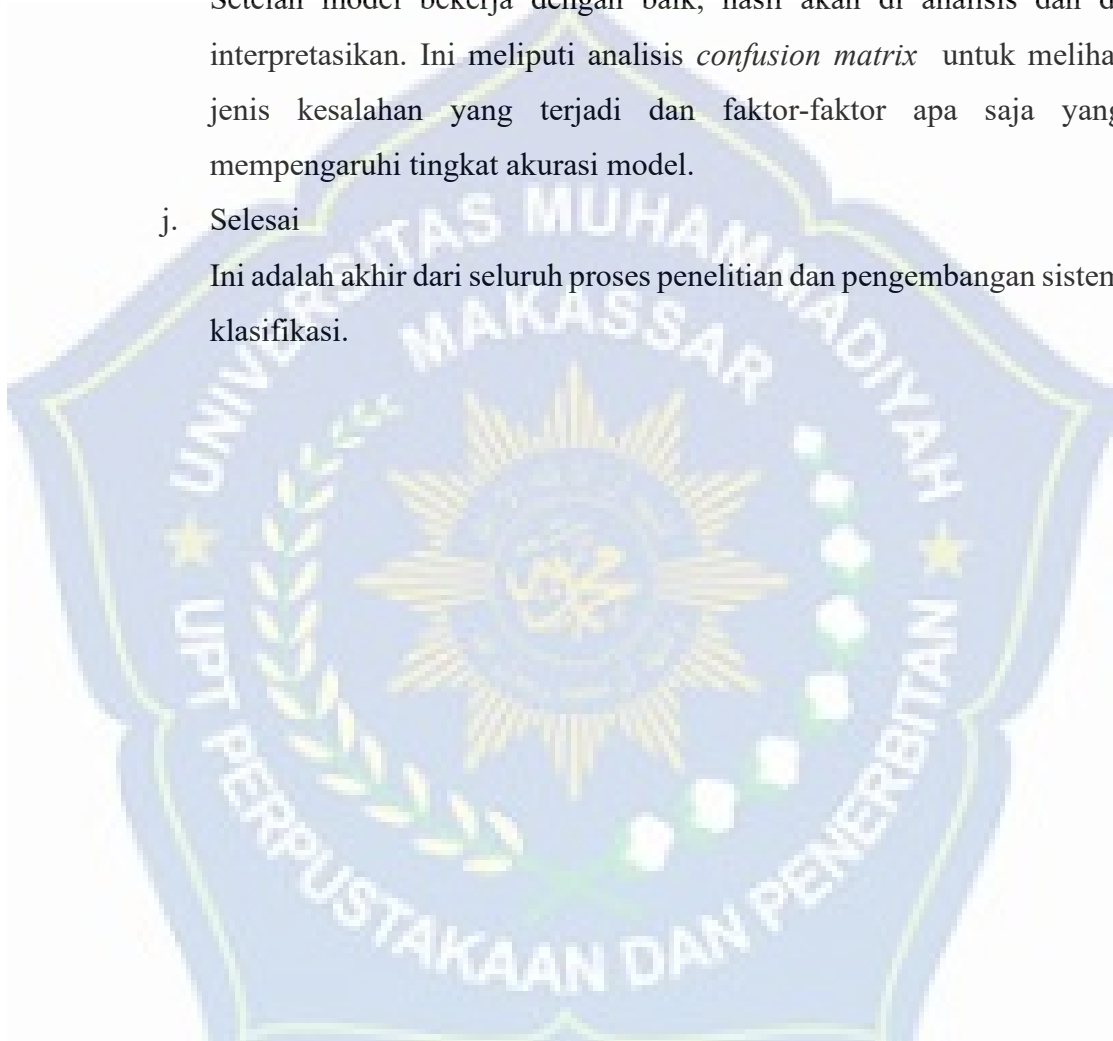 Setelah model bekerja dengan baik, hasil akan di analisis dan d
interpretasikan. Ini meliputi analisis confusion matrix untuk meliha
jenis kesalahan yang terjadi dan faktor-faktor apa saja yang
mempengaruhi tingkat akurasi model.
j. Selesai
Ini adalah akhir dari seluruh proses penelitian dan pengembangan sistem
klasifikasi.
UNIVERSITAS MUHAMMADIYAH
MAKASSAR
UPT PERPUSTAKAAN DAN PENERBITAN